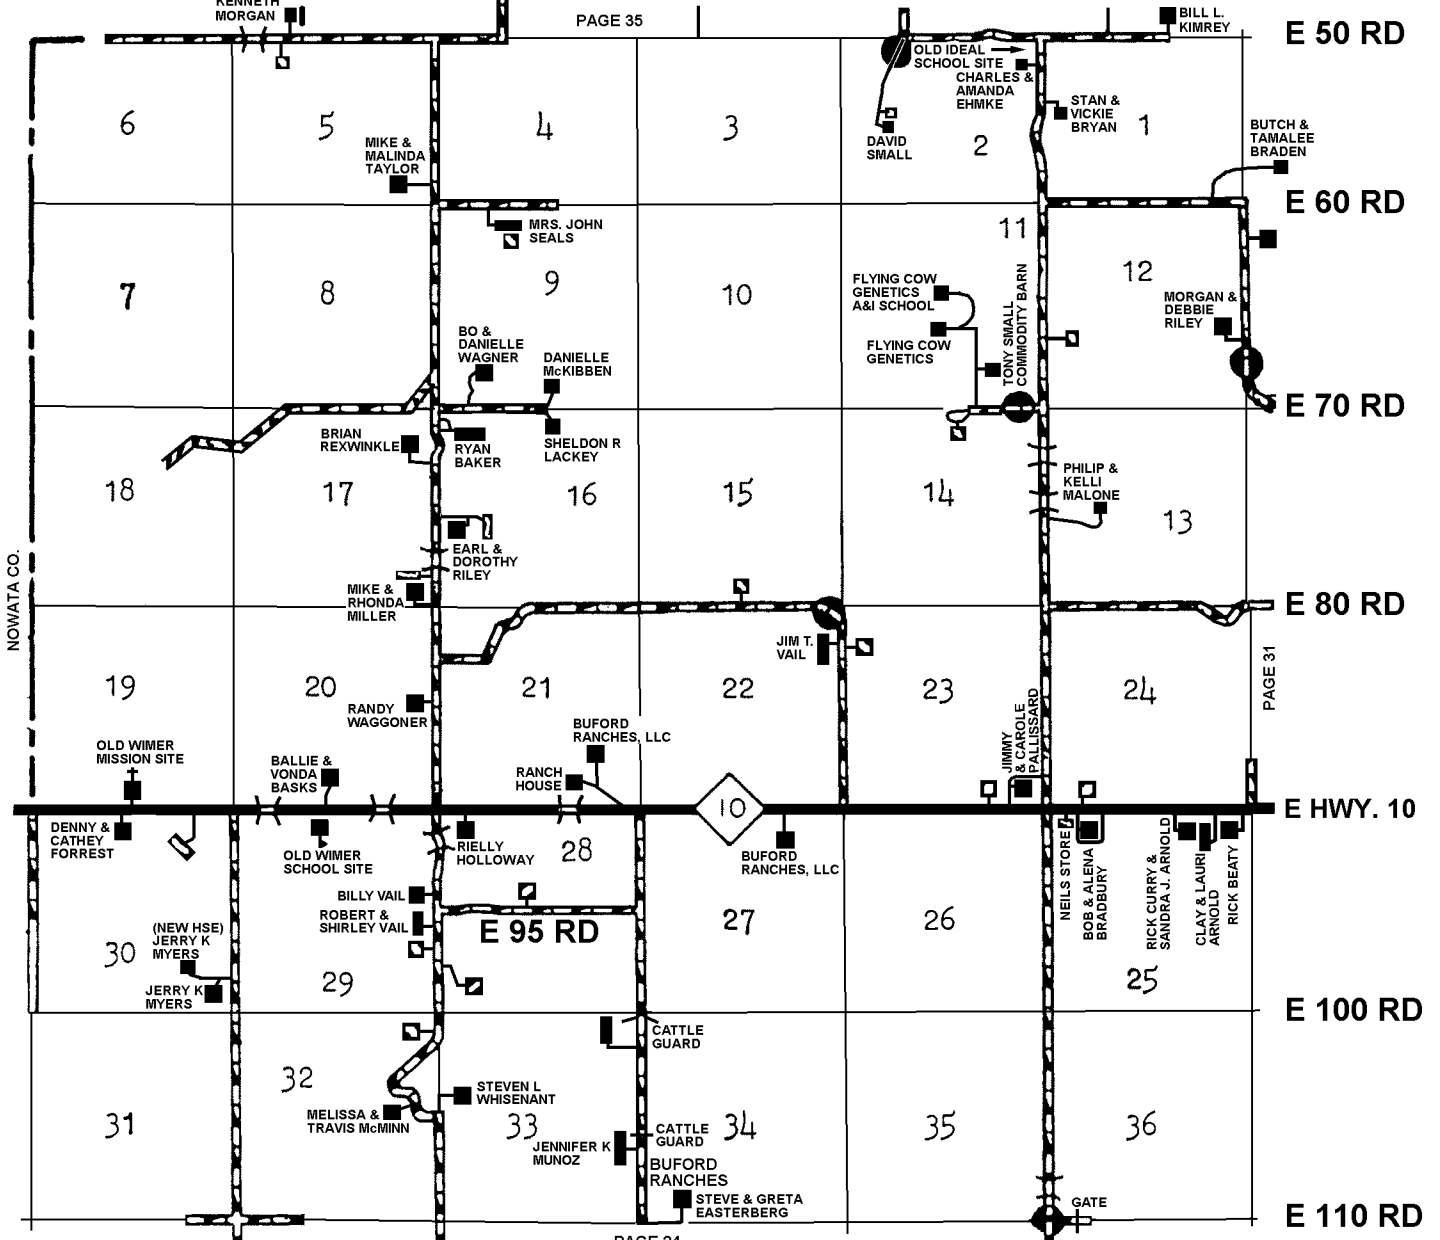 KENNETH
MORGAN
PAGE 35
BILL L.
KIMREY
E 50 RD
OLD IDEAL
SCHOOL SITE
CHARLES &
AMANDA
EHMKE
STAN &
VICKIE
BRYAN
BUTCH &
TAMALEE
BRADEN
DAVID
SMALL
6
5
4
3
2
1
MIKE &
MALINDA
TAYLOR
E 60 RD
MRS. JOHN
SEALS
11
7
8
9
10
12
FLYING COW
GENETICS
A&I SCHOOL
FLYING COW
GENETICS
TONY SMALL
COMMODITY BARN
MORGAN &
DEBBIE
RILEY
BO &
DANIELLE
WAGNER
DANIELLE
McKIBBEN
E 70 RD
BRIAN
REXWINKLE
RYAN
BAKER
SHELDON R
LACKEY
PHILIP &
KELLI
MALONE
18
17
16
15
14
13
NOWATA CO.
EARL &
DOROTHY
RILEY
MIKE &
RHONDA
MILLER
E 80 RD
JIM T.
VAIL
PAGE 31
19
20
21
22
23
24
RANDY
WAGGONER
BUFORD
RANCHES, LLC
JIMMY
& CAROLE
PALLISSARD
OLD WIMER
MISSION SITE
BALLIE &
VONDA
BASKS
RANCH
HOUSE
10
E HWY. 10
DENNY &
CATHEY
FORREST
OLD WIMER
SCHOOL SITE
RIELLY
HOLLOWAY
28
BUFORD
RANCHES, LLC
NEILS STORE
BOB & ALENA
BRADBURY
RICK CURRY &
SANDRA J. ARNOLD
CLAY & LAURI
ARNOLD
RICK BEATY
BILLY VAIL
ROBERT &
SHIRLEY VAIL
E 95 RD
27
26
30
(NEW HSE)
JERRY K
MYERS
JERRY K
MYERS
29
25
E 100 RD
CATTLE
GUARD
32
STEVEN L
WHISENANT
MELISSA &
TRAVIS McMINN
31
33
34
35
36
CATTLE
GUARD
JENNIFER K
MUNOZ
BUFORD
RANCHES
STEVE & GRETA
EASTERBERG
GATE
E 110 RD